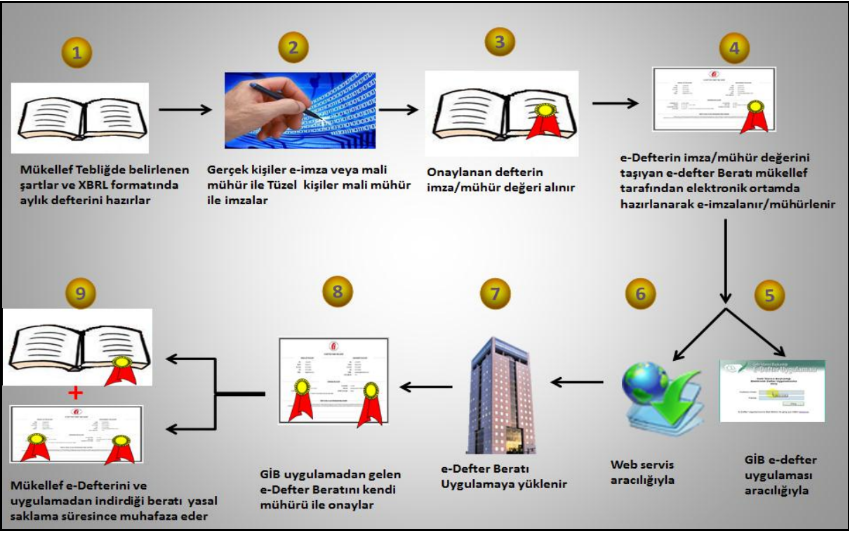 1
2
3
4
Mükellef Tebliğde belirlenen
şartlar ve XBRL formatında
aylık defterini hazırlar
Gerçek kişiler e-imza veya mali
mühür ile Tüzel kişiler mali mühür
ile imzalar
Onaylanan defterin
imza/mühür değeri alınır
e-Defterin imza/mühür değerini
taşıyan e-defter Beratı mükellef
tarafından elektronik ortamda
hazırlanarak e-imzalanır/mühürlenir
9
8
7
6
5
Mükellef e-Defterini ve
uygulamadan indirdiği beratı yasal
saklama süresince muhafaza eder
+
GİB uygulamadan gelen
e-Defter Beratını kendi
mühürü ile onaylar
e-Defter Beratı
Uygulamaya yüklenir
Web servis
aracılığıyla
e-Defter Uygulaması
GİB e-defter
uygulaması
aracılığıyla